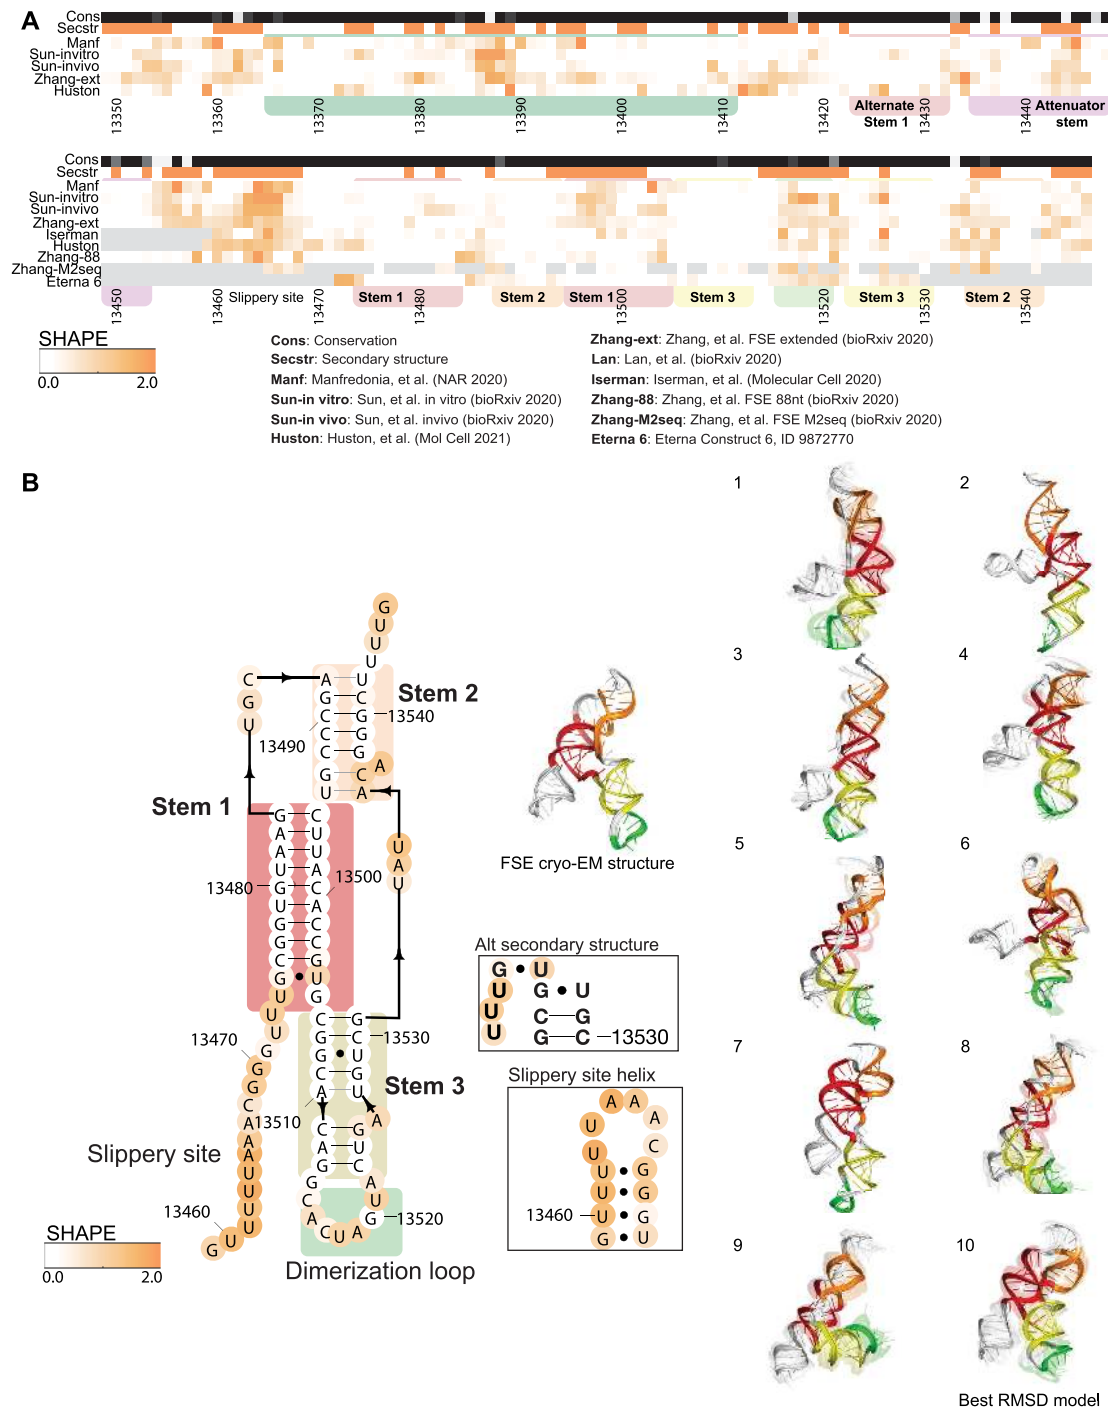 A
Cons
Secstr
Manf
Sun-invitro
Sun-invivo
Zhang-ext
Huston
13350
13360
13370
13380
13390
13400
13410
13420
13430
13440
Alternate
Stem 1
Attenuator
stem
Cons
Secstr
Manf
Sun-invitro
Sun-invivo
Zhang-ext
Iserman
Huston
Zhang-88
Zhang-M2seq
Eterna 6
13450
13460
Slippery site
13470
Stem 1
13480
Stem 2
Stem 1
13500
Stem 3
13520
Stem 3
13530
Stem 2
13540
SHAPE
0.0
2.0
Cons: Conservation
Secstr: Secondary structure
Manf: Manfredonia, et al. (NAR 2020)
Sun-in vitro: Sun, et al. in vitro (bioRxiv 2020)
Sun-in vivo: Sun, et al. invivo (bioRxiv 2020)
Huston: Huston, et al. (Mol Cell 2021)
Zhang-ext: Zhang, et al. FSE extended (bioRxiv 2020)
Lan: Lan, et al. (bioRxiv 2020)
Iserman: Iserman, et al. (Molecular Cell 2020)
Zhang-88: Zhang, et al. FSE 88nt (bioRxiv 2020)
Zhang-M2seq: Zhang, et al. FSE M2seq (bioRxiv 2020)
Eterna 6: Eterna Construct 6, ID 9872770
B
G
U
U
U
C
G
U
A
G
C
C
C
G
U
U
C
G
G
G
C
A
A
Stem 2
13540
13490
Stem 1
G
A
A
U
G
U
G
G
C
G
C
U
U
A
C
A
C
C
G
U
G
13480
13500
U
A
U
U
U
U
G
G
G
C
A
A
A
U
U
U
U
U
G
13470
13460
Slippery site
C
G
G
C
A
G
C
U
G
U
13530
Stem 3
13510
C
A
G
A
G
U
C
G
C
A
C
U
A
G
U
A
13520
Dimerization loop
SHAPE
0.0
2.0
FSE cryo-EM structure
Alt secondary structure
G U
U G U
U C G
U G C 13530
Slippery site helix
A A A
U C
U G
U G
13460 U G
G U
1
2
3
4
5
6
7
8
9
10
Best RMSD model